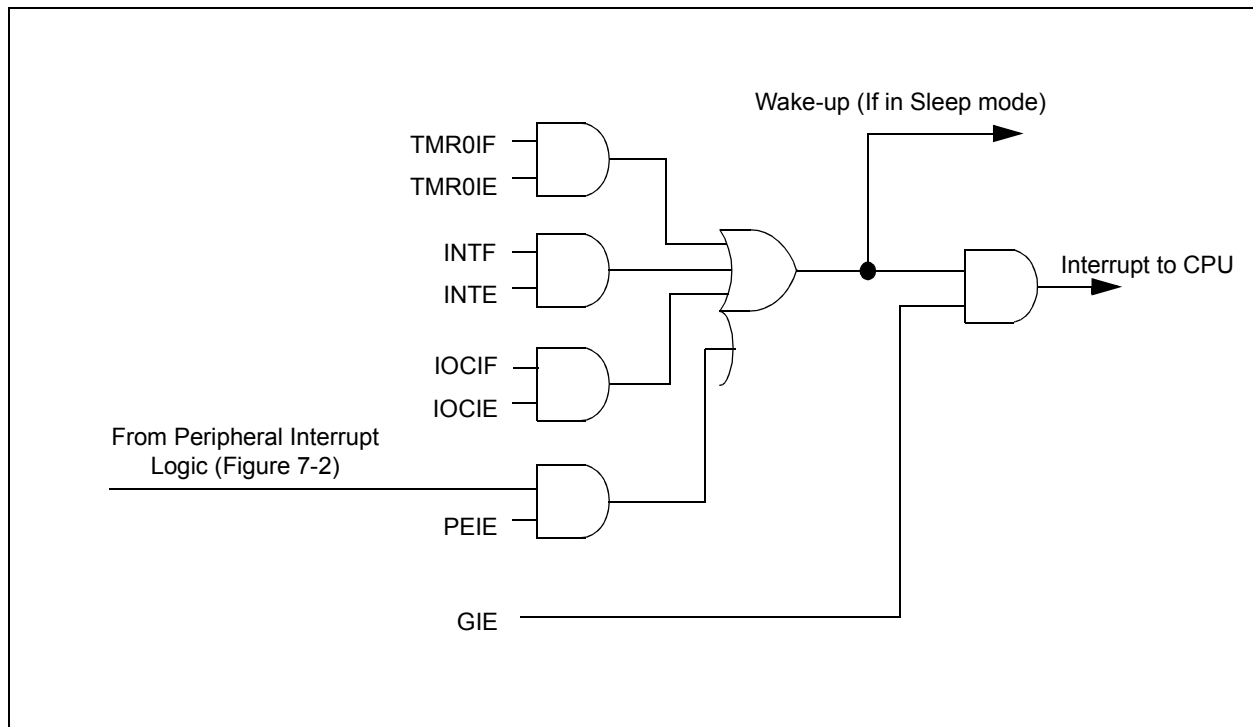 Wake-up (If in Sleep mode)
TMR0IF
TMR0IE
INTF
INTE
Interrupt to CPU
IOCIF
IOCIE
From Peripheral Interrupt
Logic (Figure 7-2)
PEIE
GIE